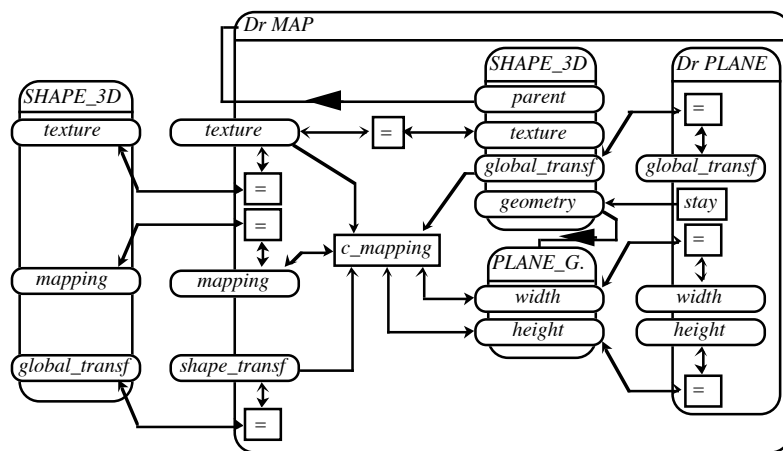 Dr MAP
SHAPE_3D
Dr PLANE
SHAPE_3D
parent
=
texture
texture
=
texture
global_transf
global_transf
=
geometry
stay
=
c_mapping
=
PLANE_G.
mapping
mapping
width
width
height
height
global_transf
shape_transf
=
=